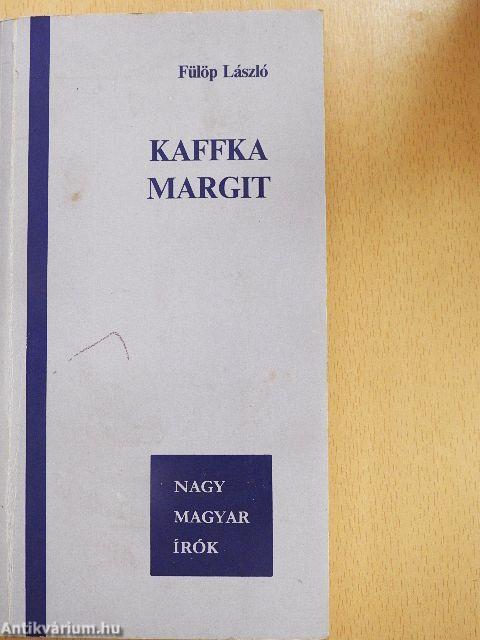 Fülöp László
KAFFKA
MARGIT
NAGY
MAGYAR
ÍRÓK
Antikvárium.hu